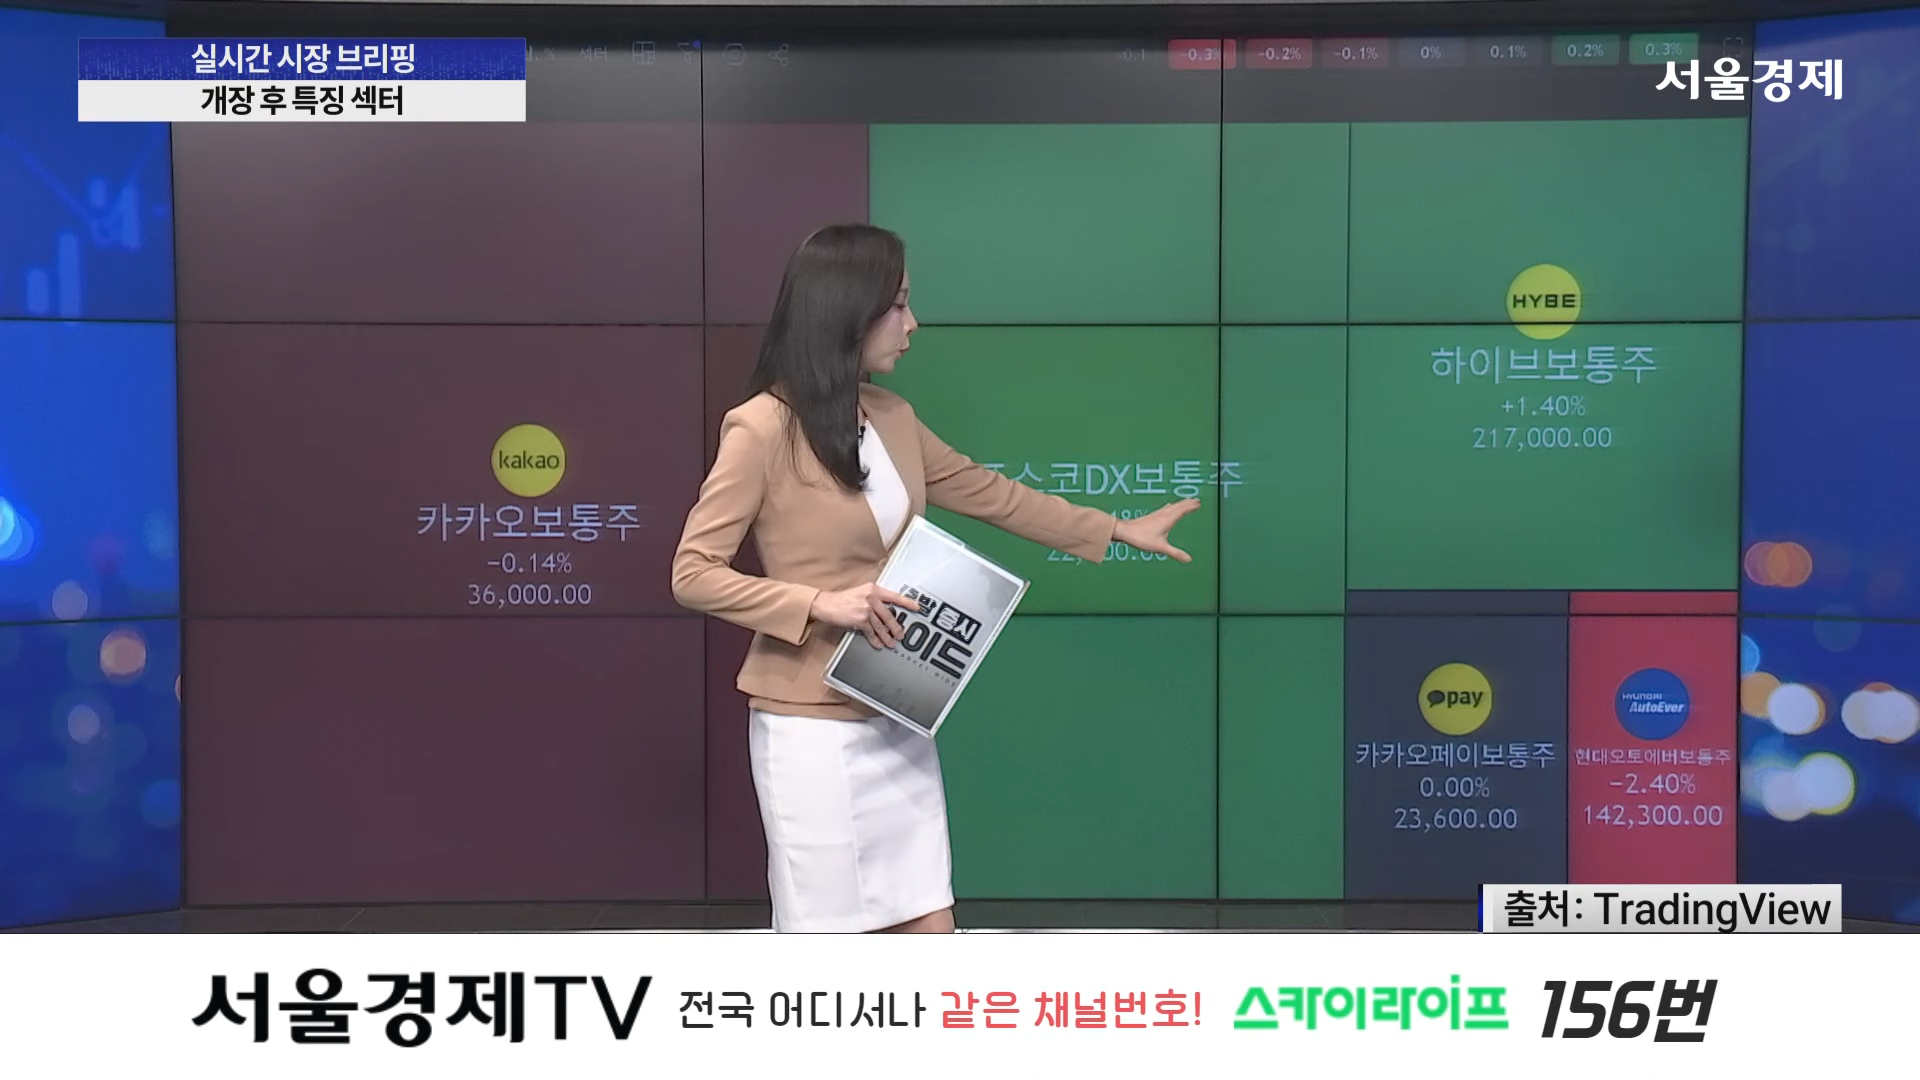 실시간 시장 브리핑
개장 후 특징 섹터
섹터
-0.3%
-0.2%
-0.1%
0%
0.1%
0.2%
0.3%
서울경제
HYBE
하이브보통주
+1.40%
217,000.00
kakao
카카오보통주
-0.14%
36,000.00
스코DX보통주
증시
pay
카카오페이보통주
0.00%
23,600.00
HYUNDAI
AutoEver
현대오토에버보통주
-2.40%
142,300.00
출처: TradingView
서울경제TV 전국 어디서나 같은 채널번호! 스카이라이프 156번